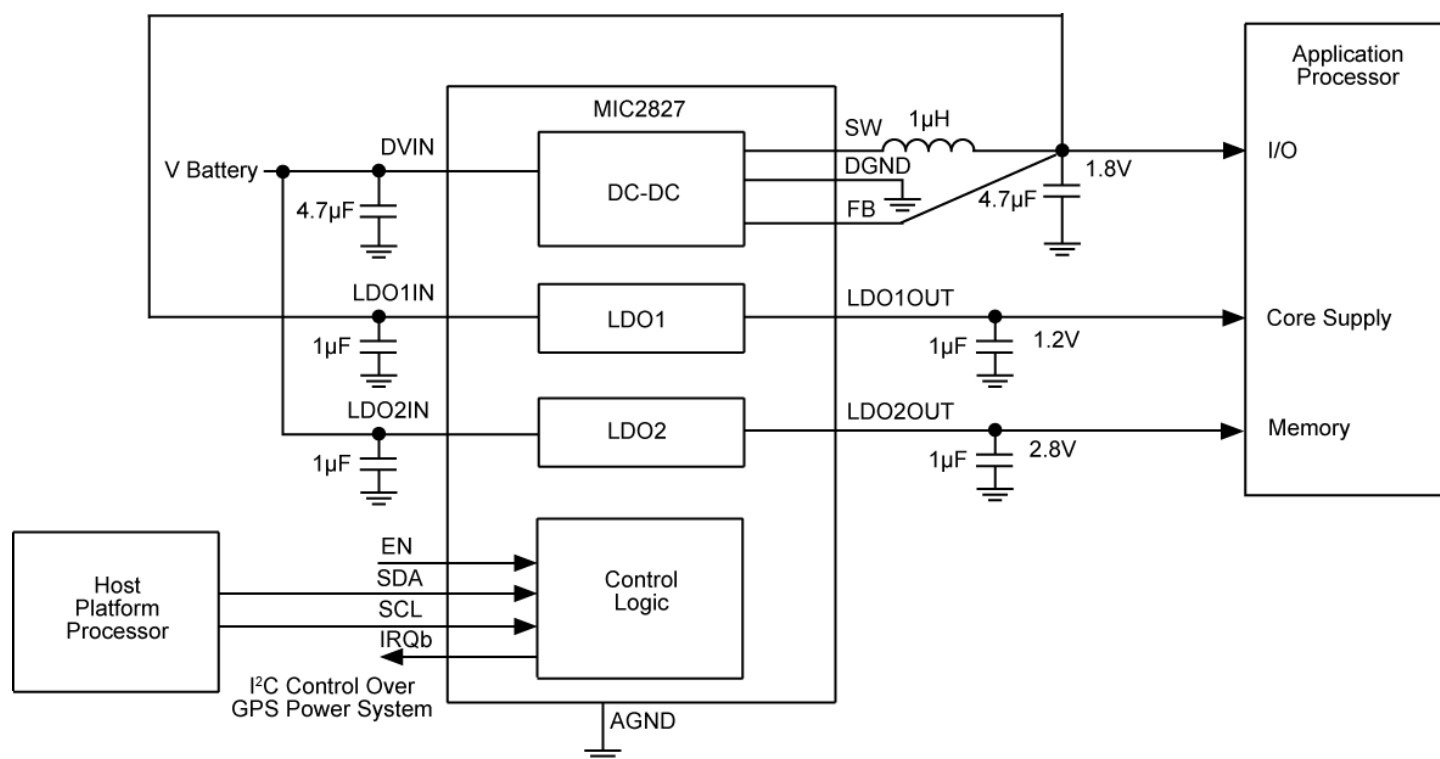 Application
Processor
MIC2827
SW
1µH
DVIN
V Battery
DC-DC
DGND
I/O
1.8V
4.7µF
FB
4.7µF
LDO1IN
LDO1
LDO1OUT
Core Supply
1µF
1µF
1.2V
LDO2IN
LDO2
LDO2OUT
Memory
1µF
1µF
2.8V
EN
SDA
SCL
IRQb
Host
Platform
Processor
Control
Logic
I²C Control Over
GPS Power System
AGND